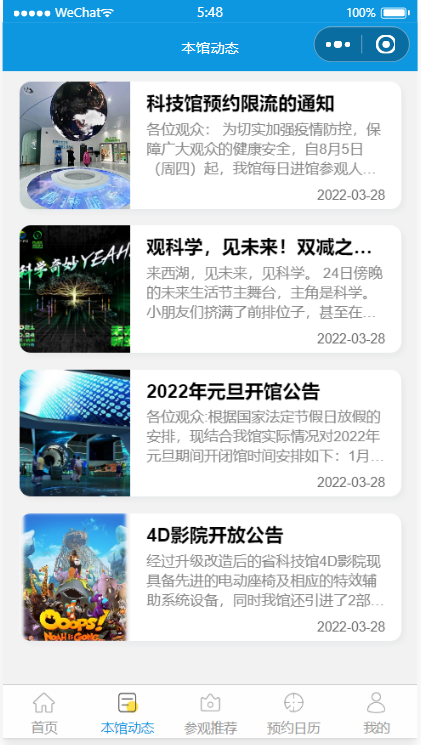 WeChat 5:48 100%
本馆动态
科技馆预约限流的通知
各位观众： 为切实加强疫情防控，保
障广大观众的健康安全，自8月5日
（周四）起，我馆每日进馆参观人...
2022-03-28
科学奇妙YEAH!
观科学，见未来！双减之...
来西湖，见未来，见科学。 24日傍晚
的未来生活节主舞台，主角是科学。
小朋友们挤满了前排位子，甚至在...
2022-03-28
2022年元旦开馆公告
各位观众:根据国家法定节假日放假的
安排，现结合我馆实际情况对2022年
元旦期间开闭馆时间安排如下：1月...
2022-03-28
4D影院开放公告
经过升级改造后的省科技馆4D影院现
具备先进的电动座椅及相应的特效辅
助系统设备，同时我馆还引进了2部...
2022-03-28
OOOPS!
NOAH IS GONE
首页 本馆动态 参观推荐 预约日历 我的